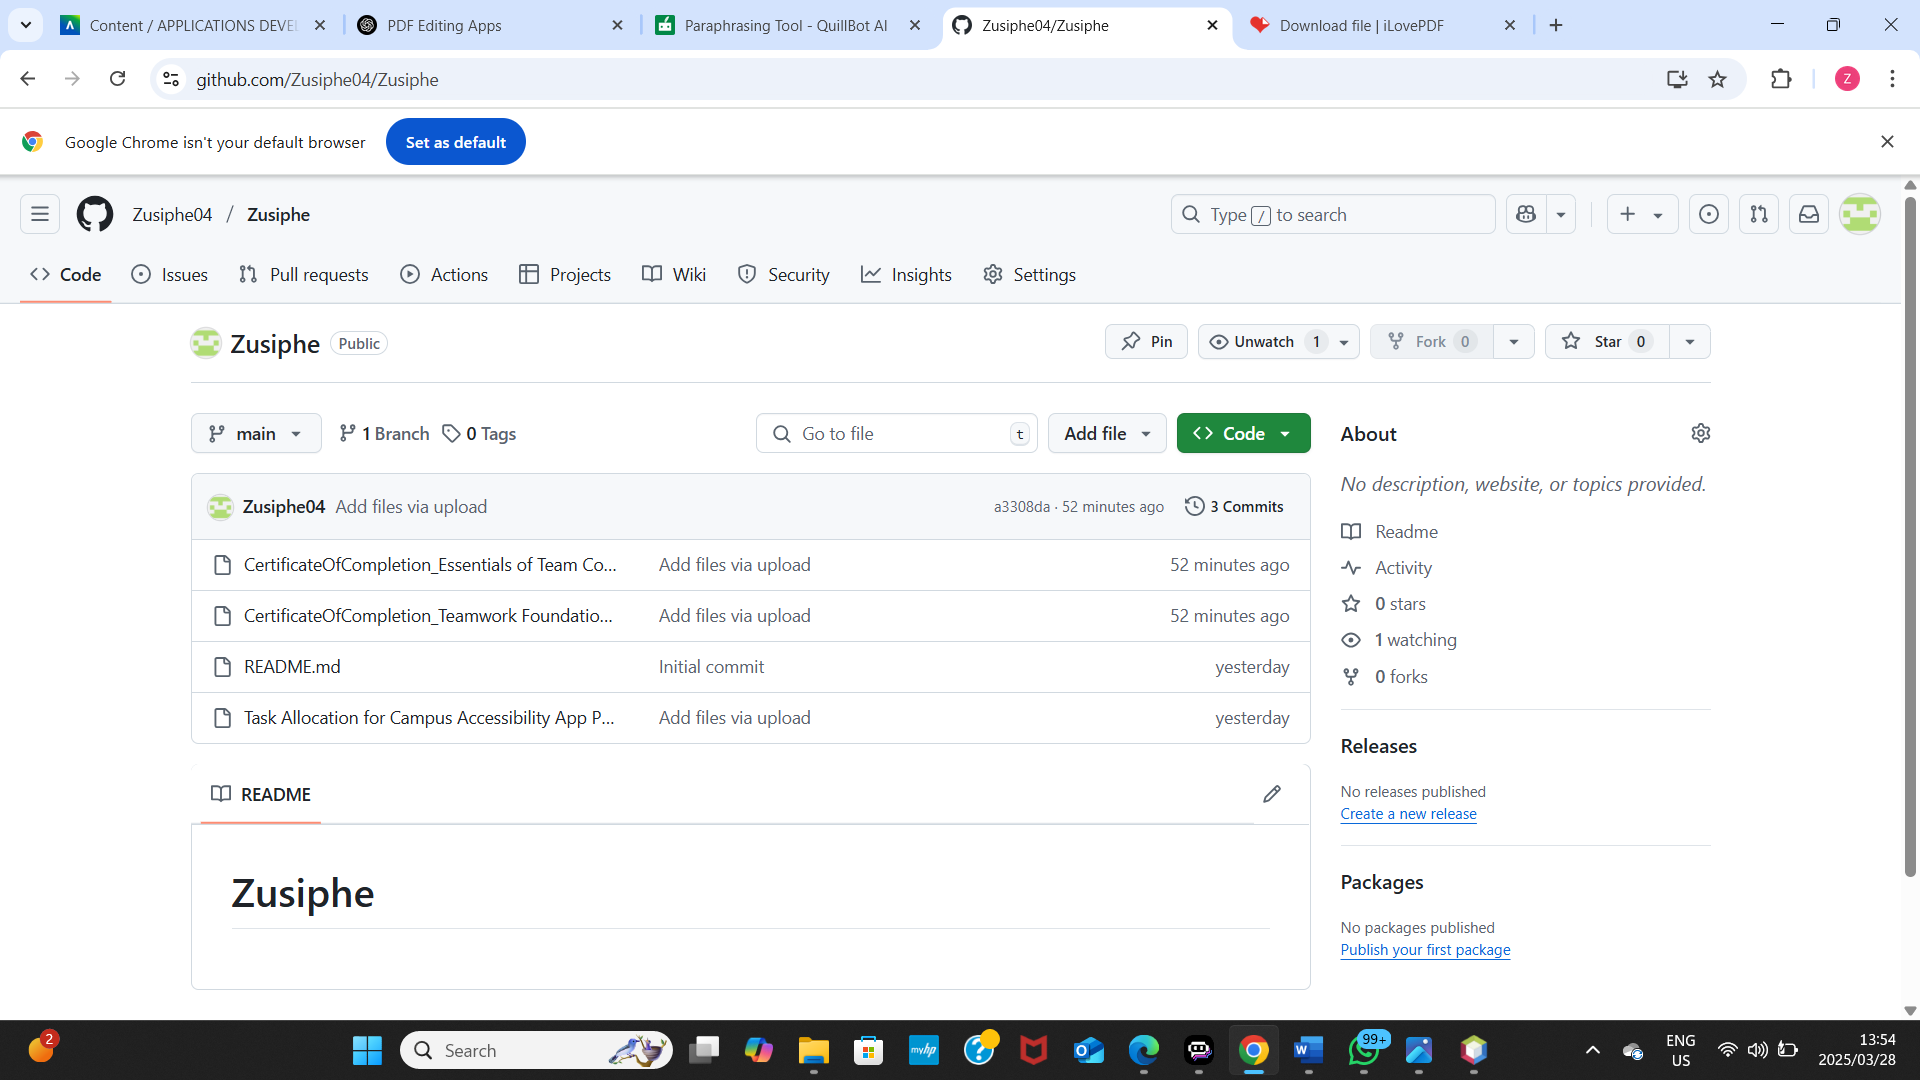 Content / APPLICATIONS DEVEL
PDF Editing Apps
Paraphrasing Tool - QuillBot AI
Zusiphe04/Zusiphe
Download file | iLovePDF
github.com/Zusiphe04/Zusiphe
Z
Google Chrome isn't your default browser
Set as default
Zusiphe04 / Zusiphe
Type / to search
Code
Issues
Pull requests
Actions
Projects
Wiki
Security
Insights
Settings
Zusiphe
Public
Pin
Unwatch 1
Fork 0
Star 0
main
1 Branch
0 Tags
Go to file
t
Add file
Code
Zusiphe04 Add files via upload
a3308da · 52 minutes ago
3 Commits
CertificateOfCompletion_Essentials of Team Co... Add files via upload 52 minutes ago
CertificateOfCompletion_Teamwork Foundatio... Add files via upload 52 minutes ago
README.md Initial commit yesterday
Task Allocation for Campus Accessibility App P... Add files via upload yesterday
README
Zusiphe
About
No description, website, or topics provided.
Readme
Activity
0 stars
1 watching
0 forks
Releases
No releases published
Create a new release
Packages
No packages published
Publish your first package
2
Search
myhp
99+
ENG
US
13:54
2025/03/28